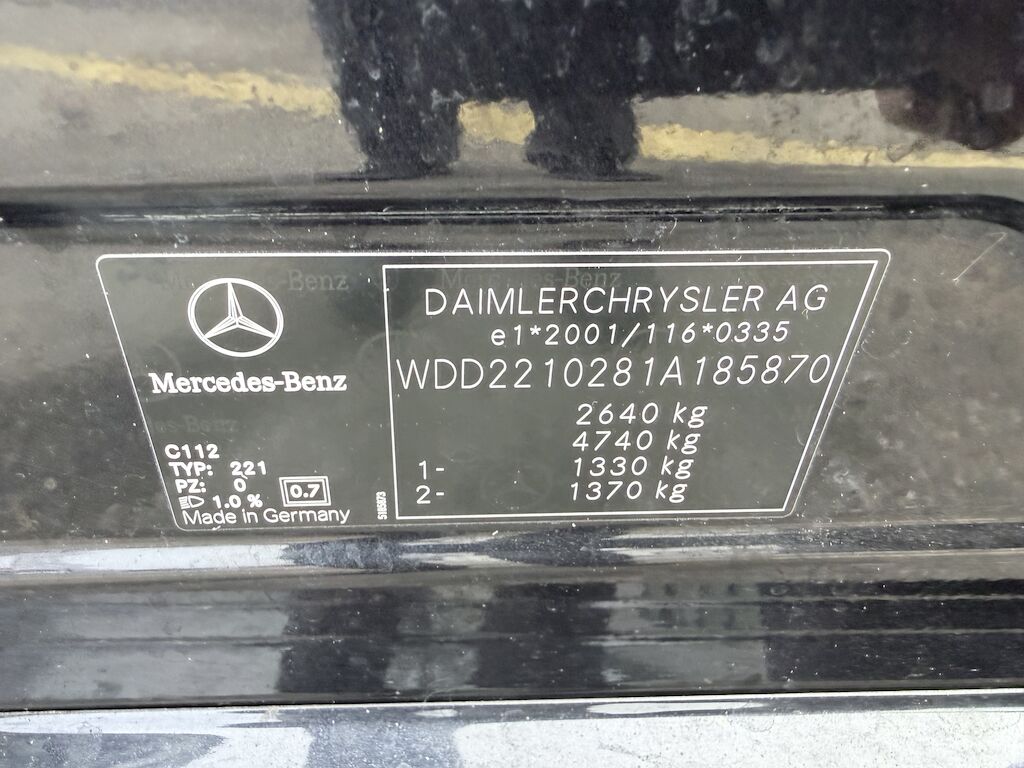 Mercedes-Benz
C112
TYP: 221
PZ: 0
1.0 % 0.7
Made in Germany
DAIMLERCHRYSLER AG
e1*2001/116*0335
WDD2210281A185870
2640 kg
4740 kg
1- 1330 kg
2- 1370 kg